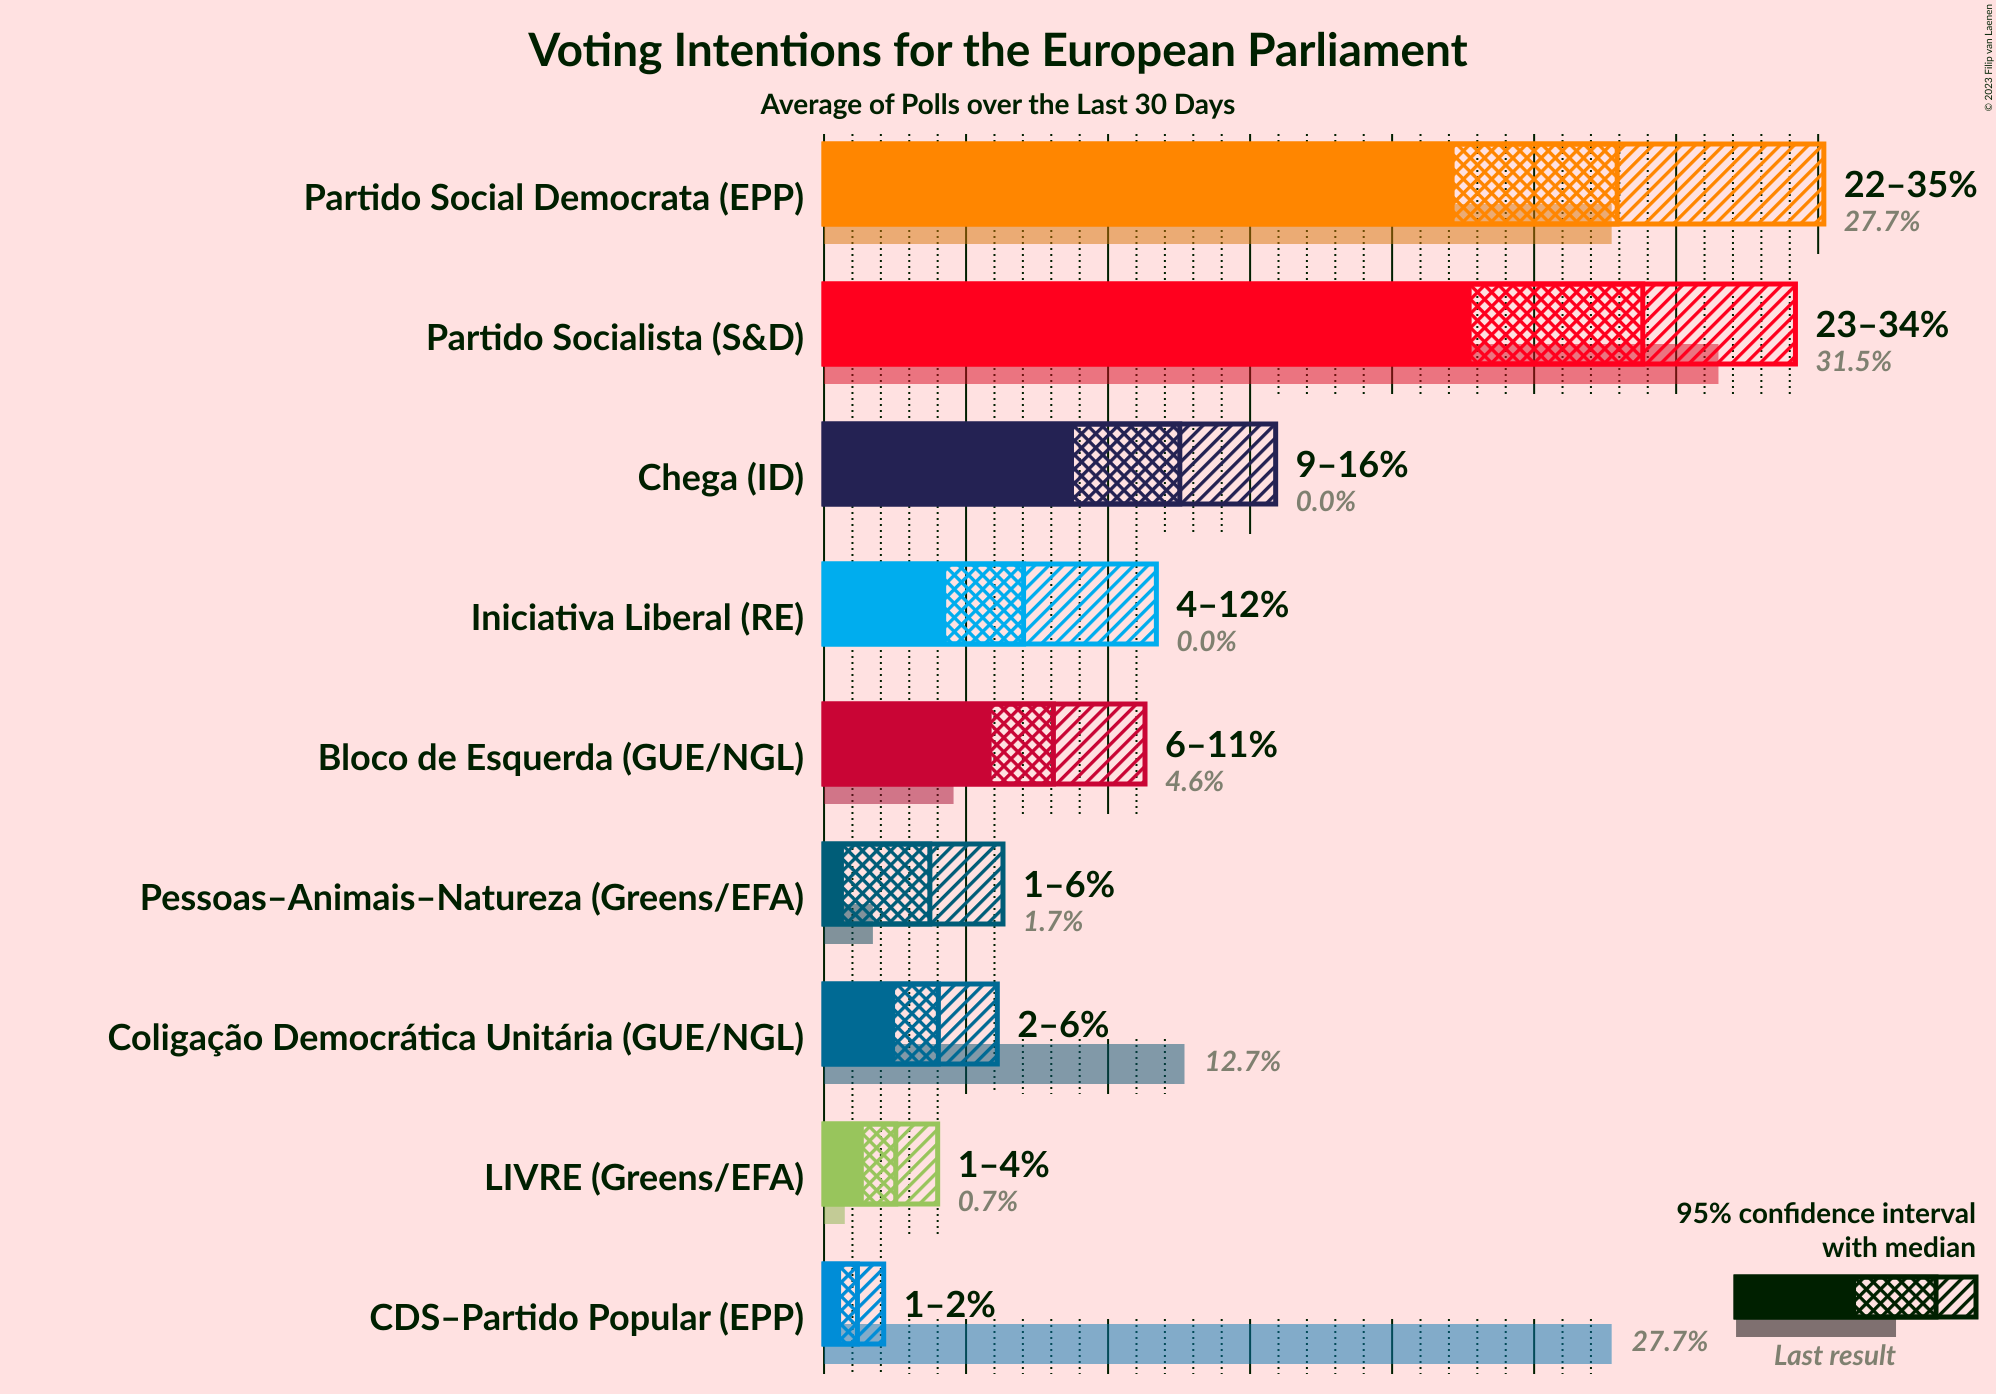 Voting Intentions for the European Parliament
Average of Polls over the Last 30 Days
© 2023 Filip van Laenen
Partido Social Democrata (EPP)
22–35%
27.7%
Partido Socialista (S&D)
23–34%
31.5%
Chega (ID)
9–16%
0.0%
Iniciativa Liberal (RE)
4–12%
0.0%
Bloco de Esquerda (GUE/NGL)
6–11%
4.6%
Pessoas–Animais–Natureza (Greens/EFA)
1–6%
1.7%
Coligação Democrática Unitária (GUE/NGL)
2–6%
12.7%
LIVRE (Greens/EFA)
1–4%
0.7%
CDS–Partido Popular (EPP)
1–2%
27.7%
95% confidence interval
with median
Last result